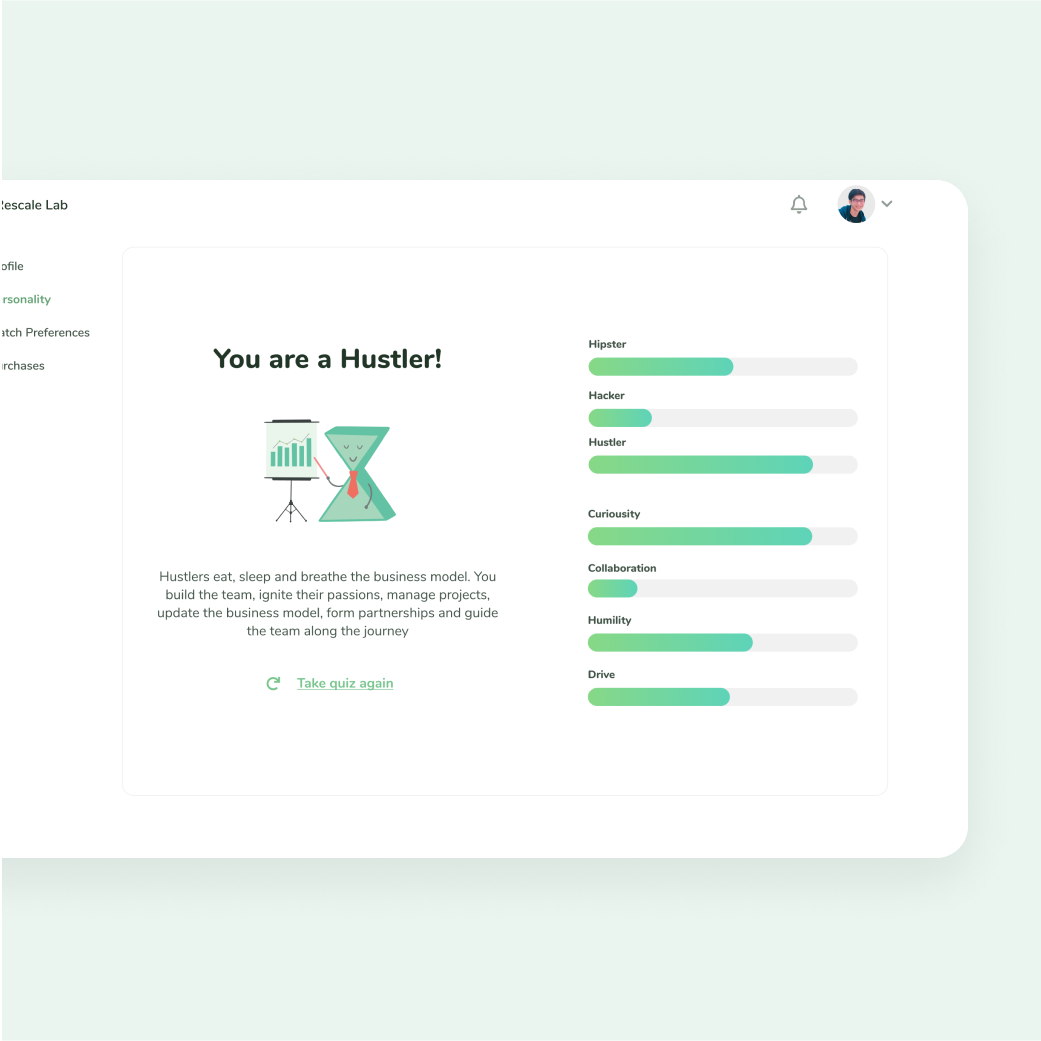 Rescale Lab
ofile
rsonality
atch Preferences
rchases
You are a Hustler!
Hustlers eat, sleep and breathe the business model. You
build the team, ignite their passions, manage projects,
update the business model, form partnerships and guide
the team along the journey
Take quiz again
Hipster
Hacker
Hustler
Curiousity
Collaboration
Humility
Drive